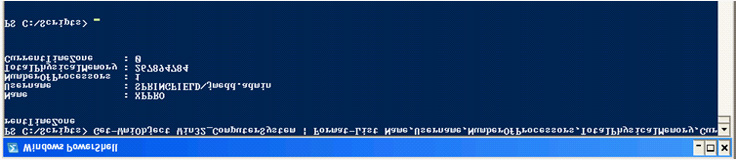 Windows PowerShell
PS C:\Scripts> Get-WmiObject Win32_ComputerSystem | Format-List Name,Username,NumberOfProcessors,TotalPhysicalMemory,Cur
rentTimeZone
Name : XPPRO
Username : SPRINGFIELD\jnedd.admin
NumberOfProcessors : 1
TotalPhysicalMemory : 267894784
CurrentTimeZone : 0
PS C:\Scripts>